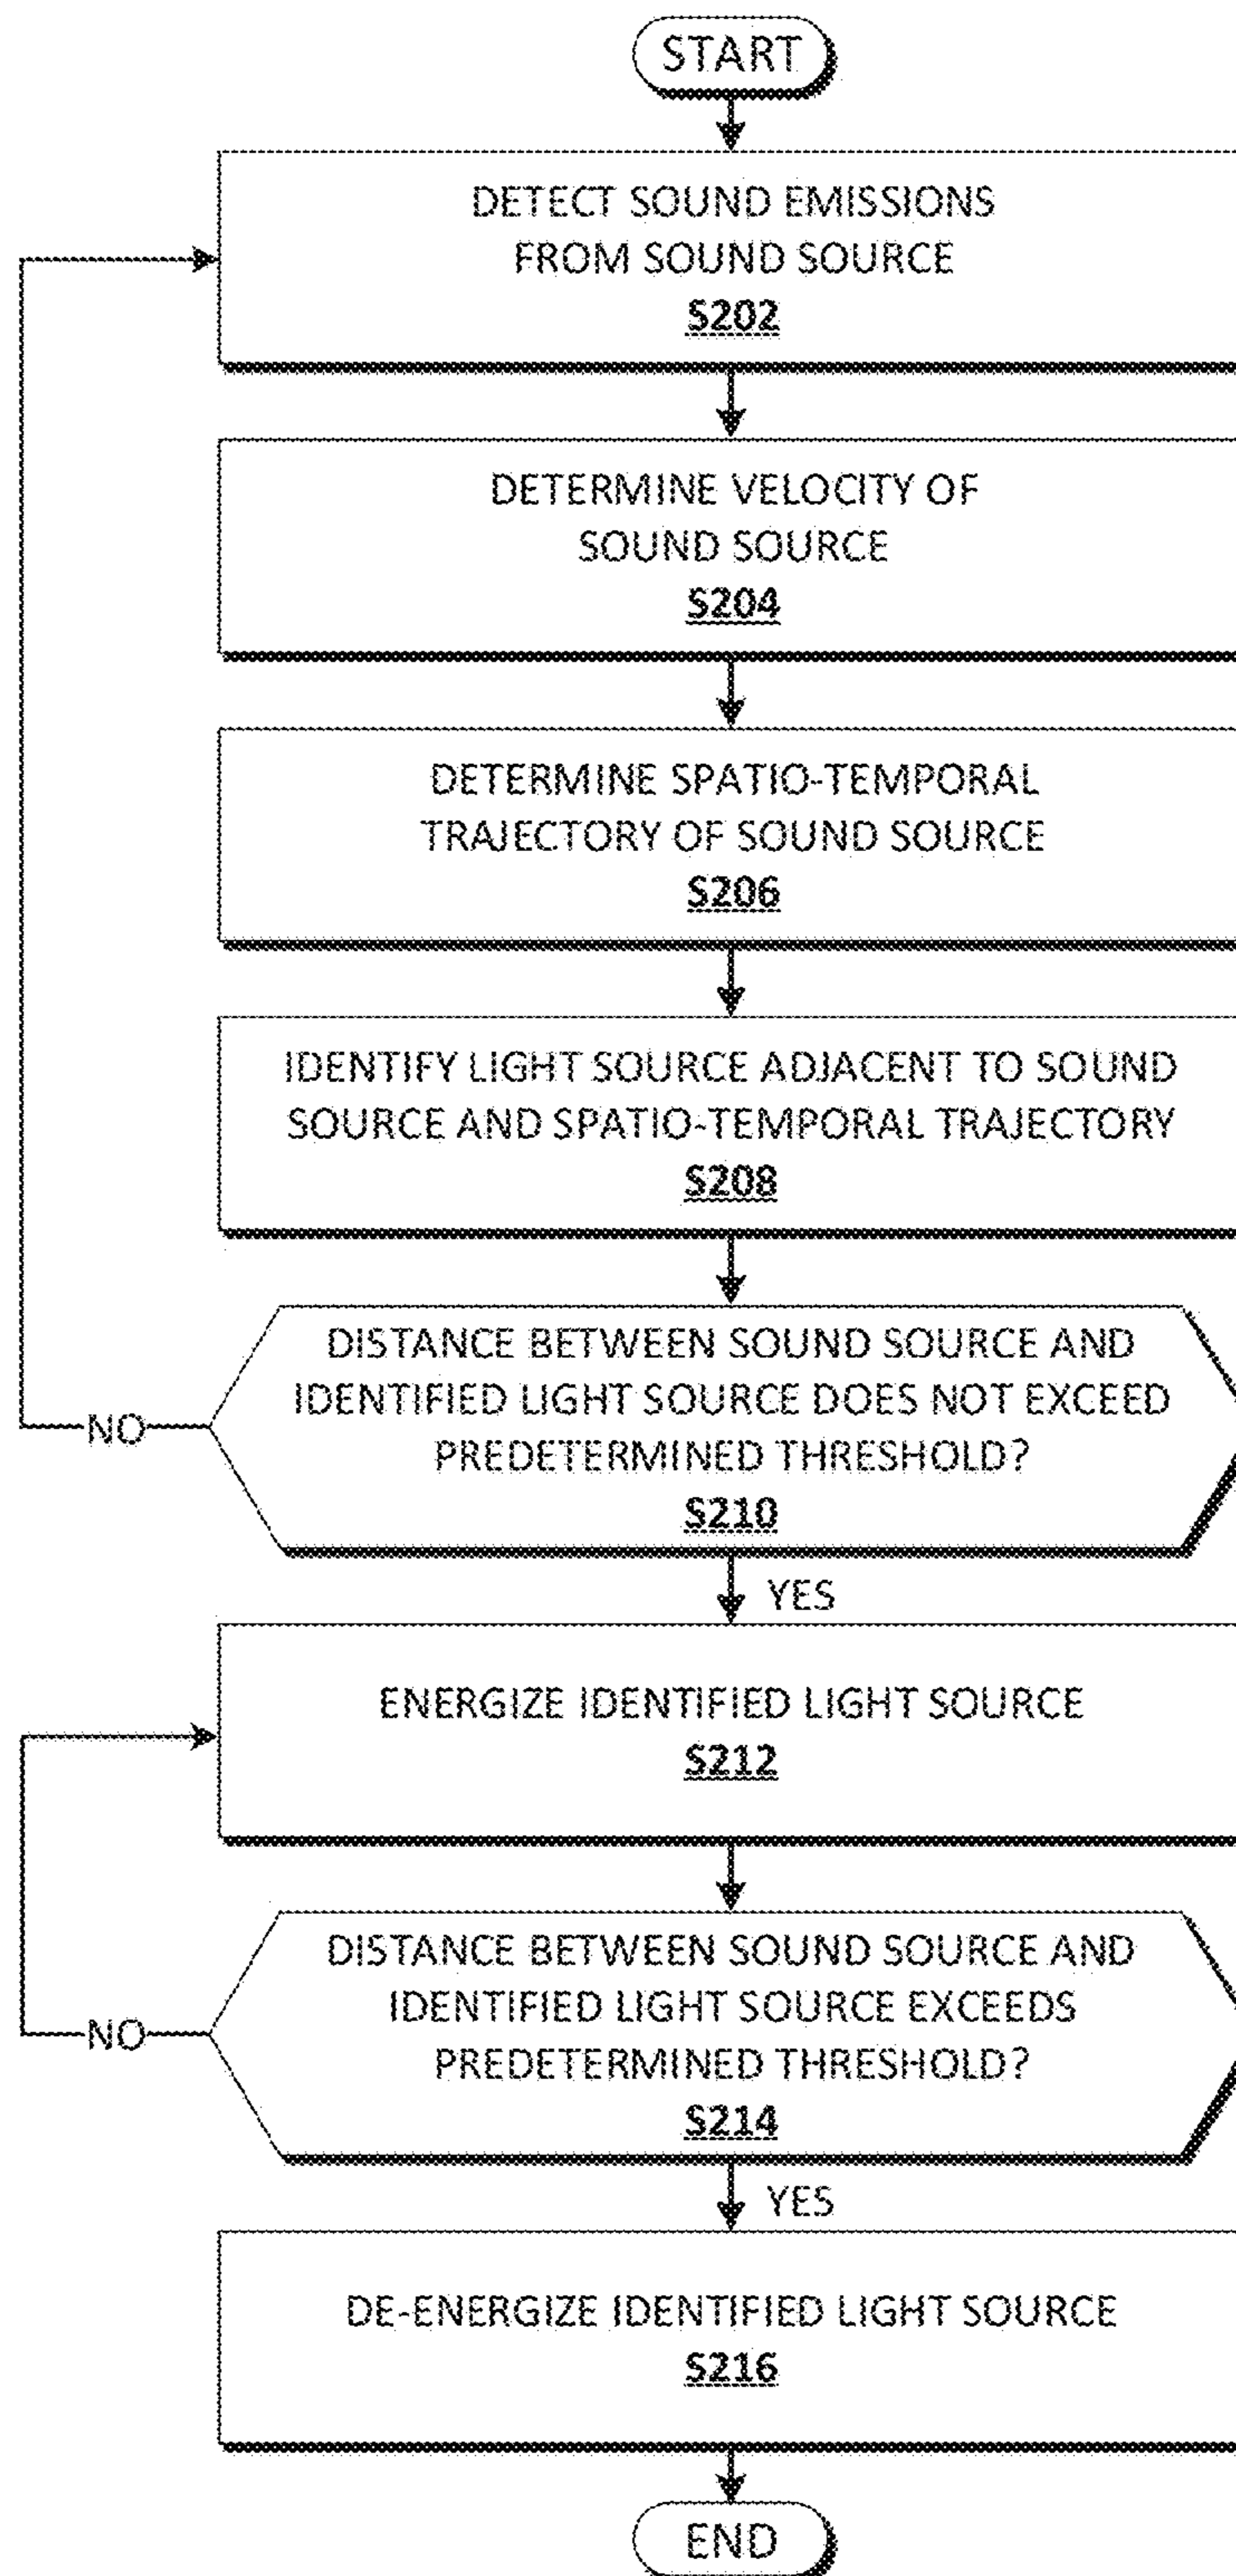 START
DETECT SOUND EMISSIONS
FROM SOUND SOURCE
S202
DETERMINE VELOCITY OF
SOUND SOURCE
S204
DETERMINE SPATIO-TEMPORAL
TRAJECTORY OF SOUND SOURCE
S206
IDENTIFY LIGHT SOURCE ADJACENT TO SOUND
SOURCE AND SPATIO-TEMPORAL TRAJECTORY
S208
DISTANCE BETWEEN SOUND SOURCE AND
IDENTIFIED LIGHT SOURCE DOES NOT EXCEED
PREDETERMINED THRESHOLD?
S210
NO
YES
ENERGIZE IDENTIFIED LIGHT SOURCE
S212
DISTANCE BETWEEN SOUND SOURCE AND
IDENTIFIED LIGHT SOURCE EXCEEDS
PREDETERMINED THRESHOLD?
S214
NO
YES
DE-ENERGIZE IDENTIFIED LIGHT SOURCE
S216
END